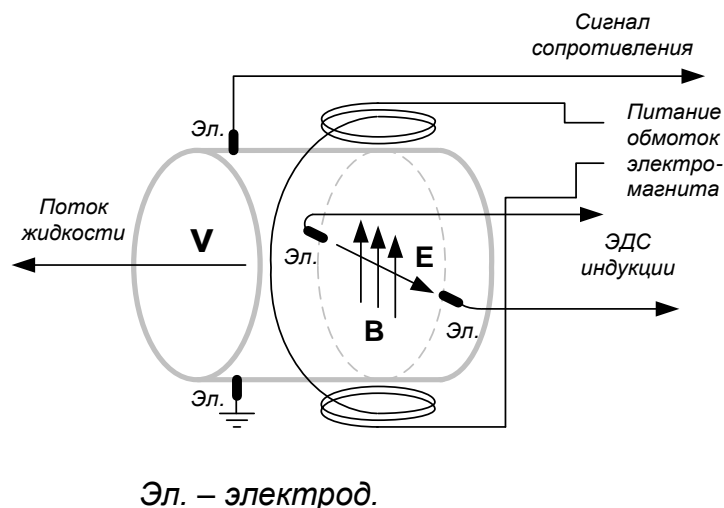 Сигнал
сопротивления
Эл.
Питание
обмоток
электро-
магнита
Поток
жидкости
V
Эл.
E
ЭДС
индукции
B
Эл.
Эл.
Эл. – электрод.